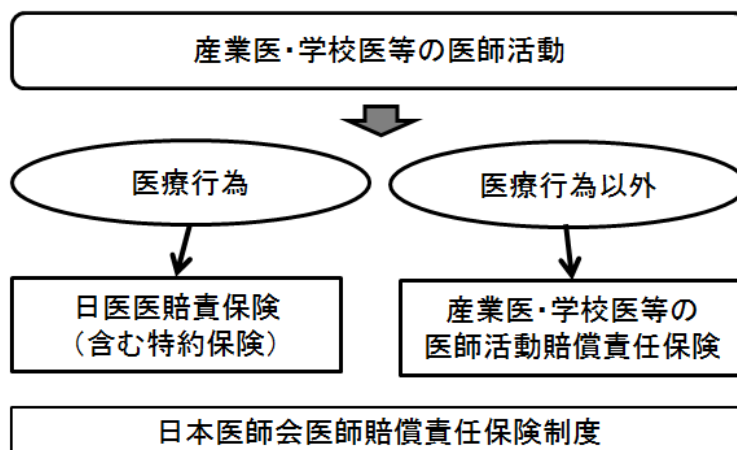 産業医・学校医等の医師活動
医療行為
医療行為以外
日医医賠責保険
（含む特約保険）
産業医・学校医等の
医師活動賠償責任保険
日本医師会医師賠償責任保険制度